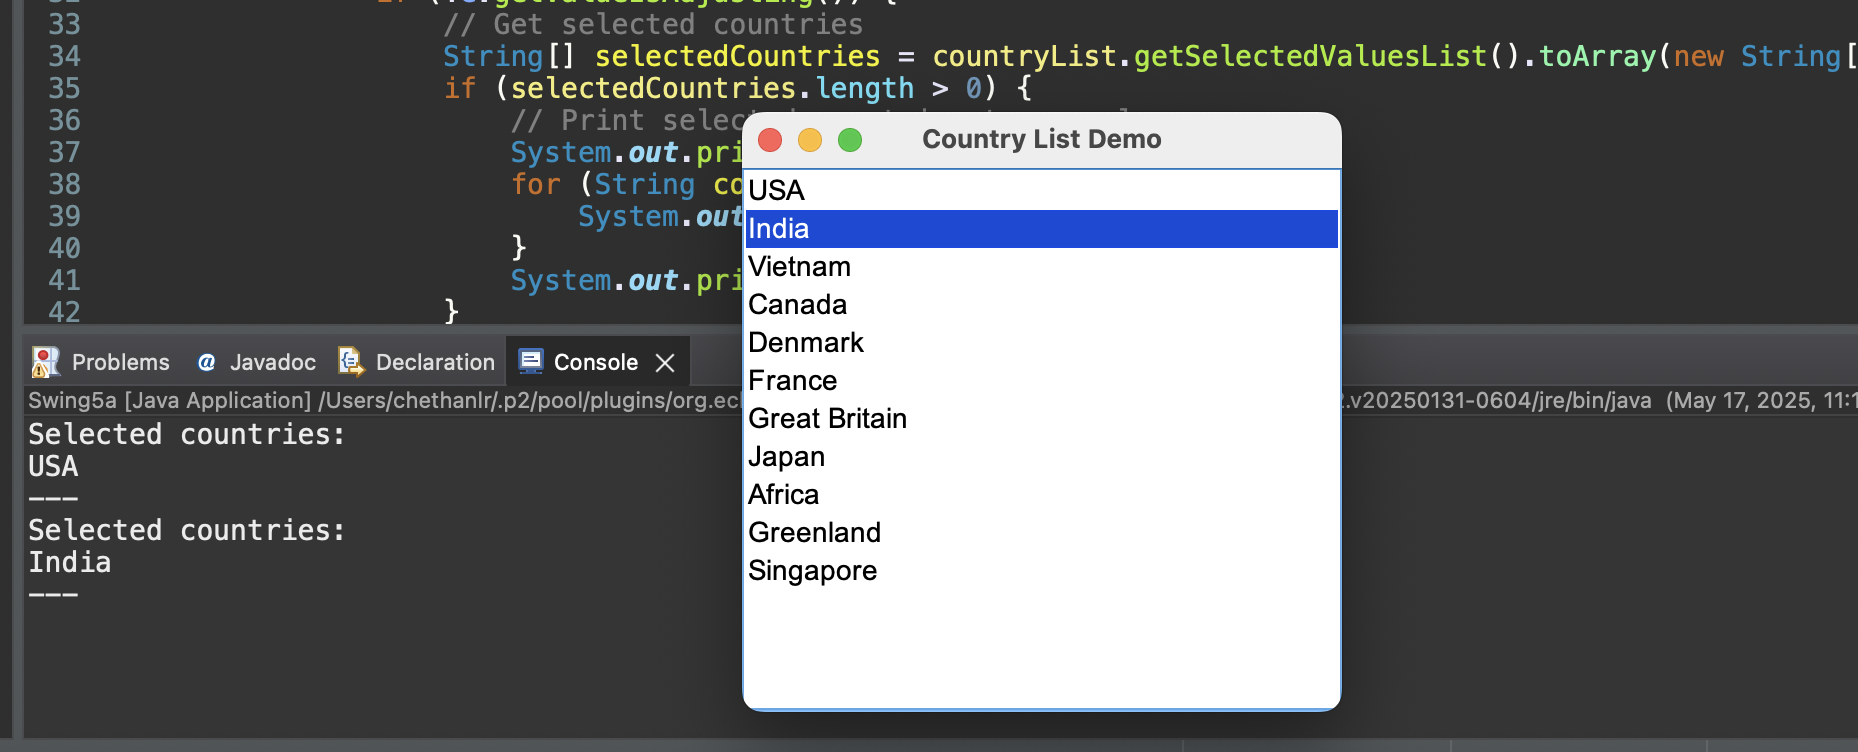 33 // Get selected countries
34 String[] selectedCountries = countryList.getSelectedValuesList().toArray(new String[
35 if (selectedCountries.length > 0) {
36 // Print
37 System.out.pri
38 for (String co
39 System.out
40 }
41 System.out.pri
42 }
Country List Demo
USA
India
Vietnam
Canada
Denmark
France
Great Britain
Japan
Africa
Greenland
Singapore
Problems @ Javadoc Declaration Console
Swing5a [Java Application] /Users/chethanlr/.p2/pool/plugins/org.ecl .v20250131-0604/jre/bin/java (May 17, 2025, 11:1
Selected countries:
USA
---
Selected countries:
India
---